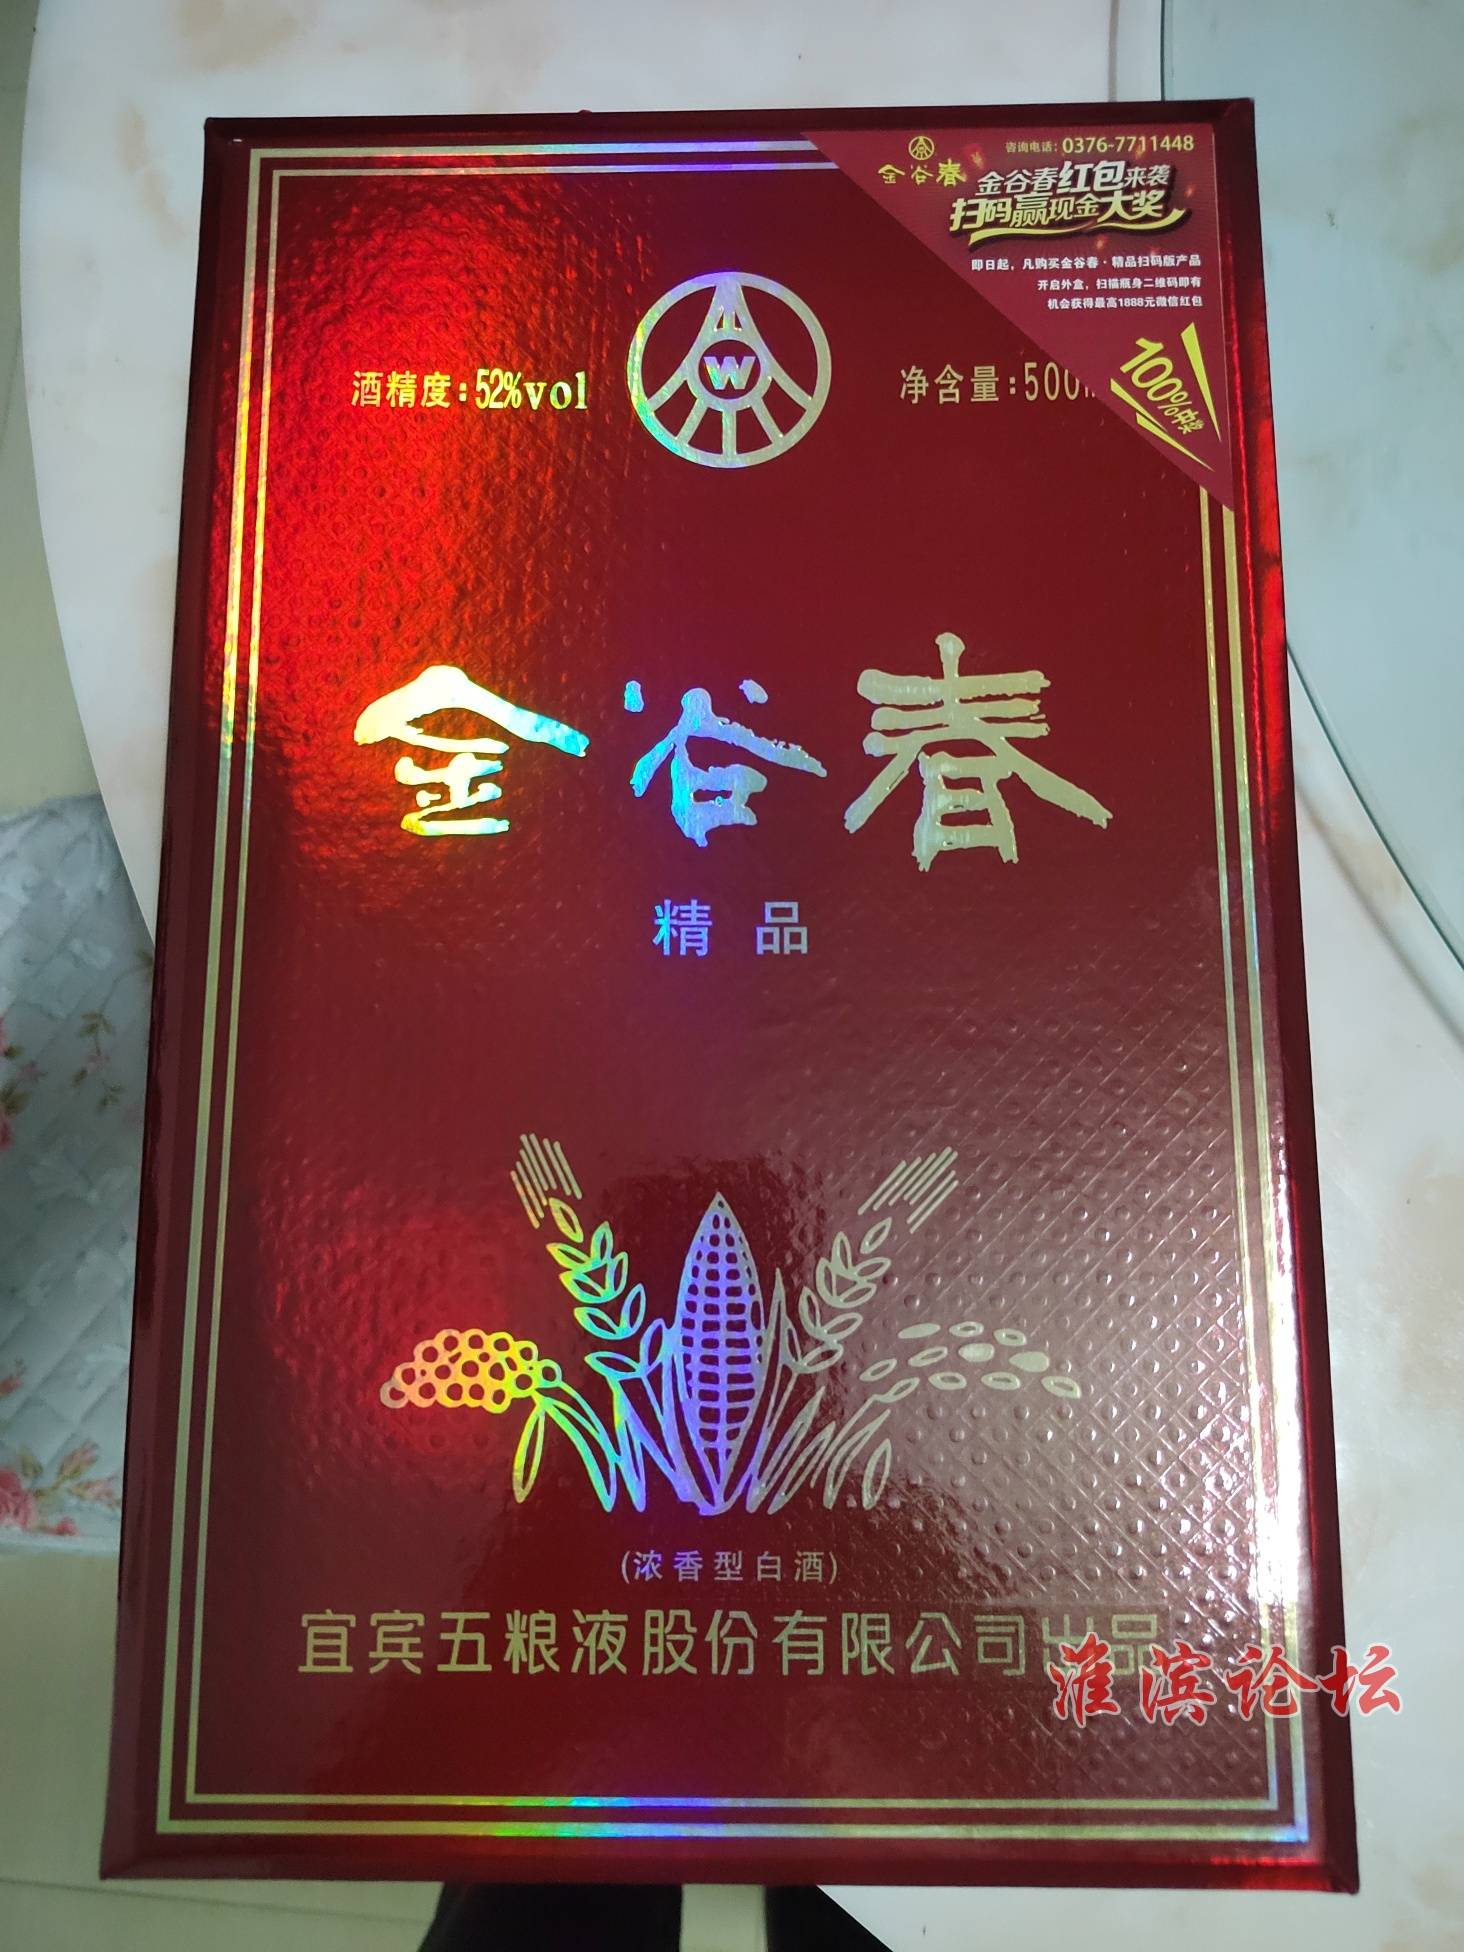 咨询电话：0376-7711448
金谷春
金谷春红包来袭
扫码赢现金大奖
即日起，凡购买金谷春·精品扫码版产品
开启外盒，扫描瓶身二维码即有
机会获得最高1888元微信红包
100%中奖
W
酒精度：52%vol
净含量：500
金谷春
精品
(浓香型白酒)
宜宾五粮液股份有限公司出品
淮滨论坛